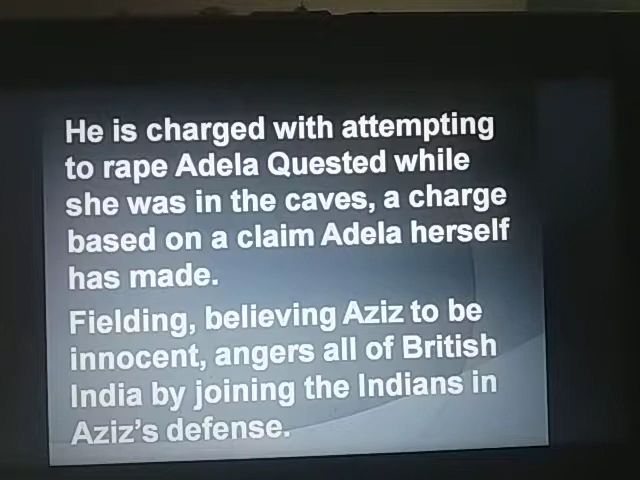 He is charged with attempting
to rape Adela Quested while
she was in the caves, a charge
based on a claim Adela herself
has made.
Fielding, believing Aziz to be
innocent, angers all of British
India by joining the Indians in
Aziz’s defense.